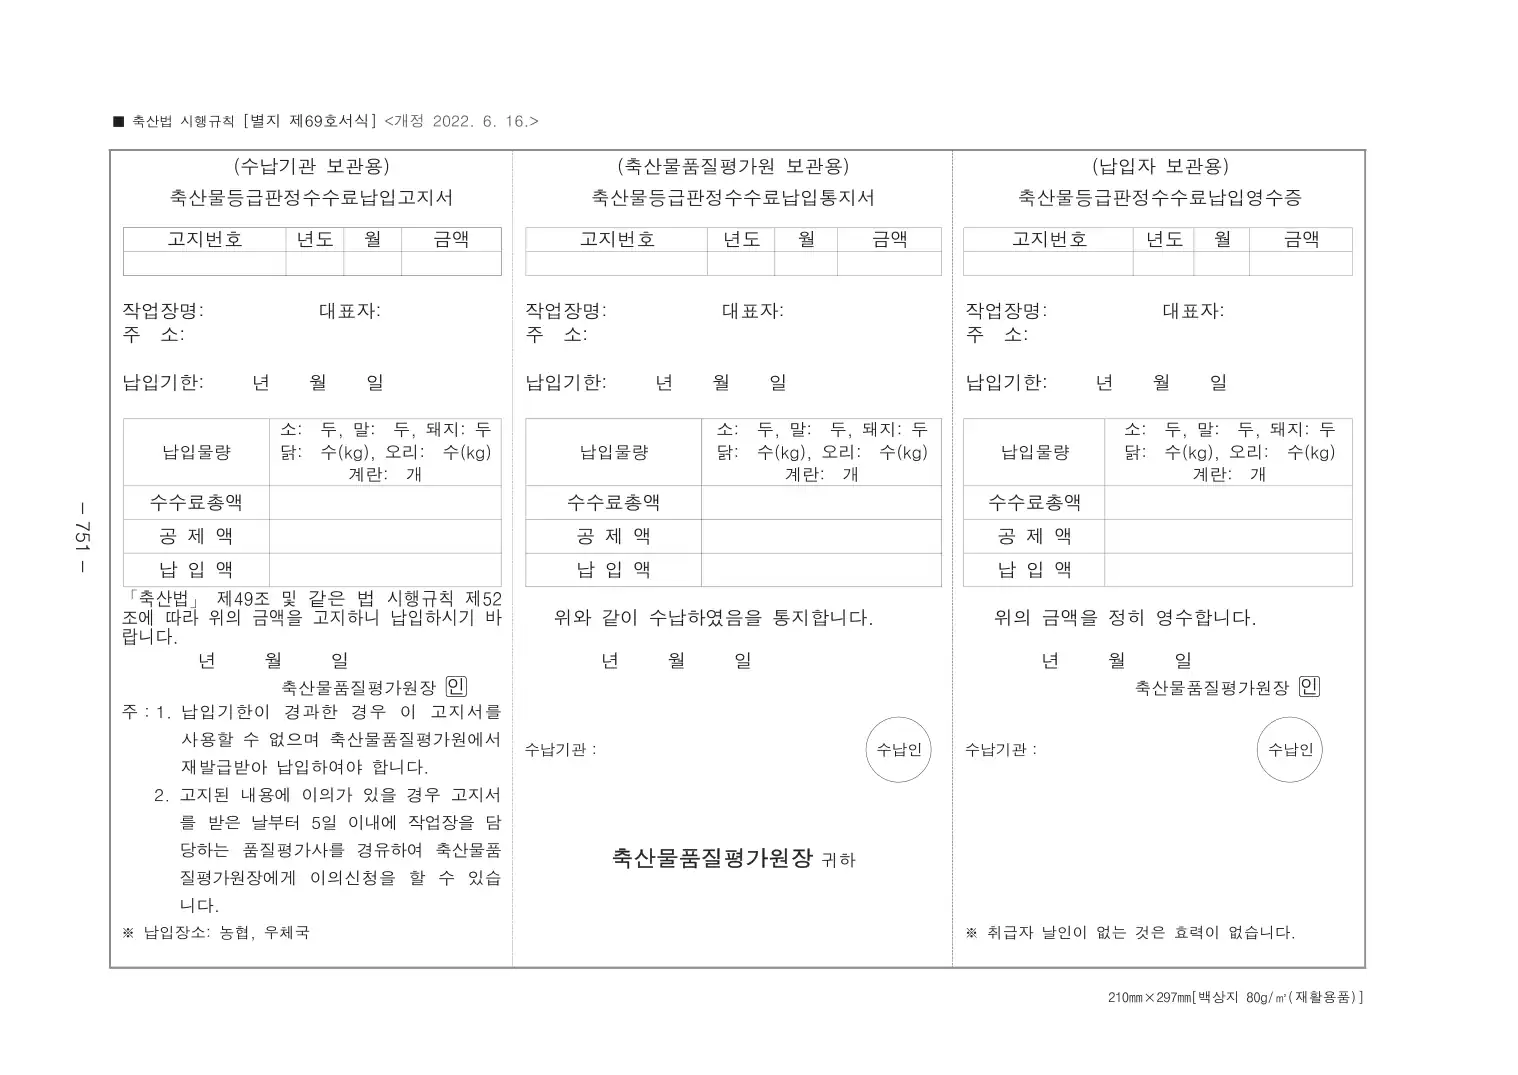 ■ 축산법 시행규칙 [별지 제69호서식] <개정 2022. 6. 16.>
(수납기관 보관용)
축산물등급판정수수료납입고지서
고지번호 년도 월 금액
작업장명: 대표자:
주 소:
납입기한: 년 월 일
납입물량
소: 두, 말: 두, 돼지: 두
닭: 수(kg), 오리: 수(kg)
계란: 개
수수료총액
공 제 액
납 입 액
「축산법」 제49조 및 같은 법 시행규칙 제52
조에 따라 위의 금액을 고지하니 납입하시기 바
랍니다.
년 월 일
축산물품질평가원장 인
주 : 1. 납입기한이 경과한 경우 이 고지서를
사용할 수 없으며 축산물품질평가원에서
재발급받아 납입하여야 합니다.
2. 고지된 내용에 이의가 있을 경우 고지서
를 받은 날부터 5일 이내에 작업장을 담
당하는 품질평가사를 경유하여 축산물품
질평가원장에게 이의신청을 할 수 있습
니다.
※ 납입장소: 농협, 우체국
(축산물품질평가원 보관용)
축산물등급판정수수료납입통지서
고지번호 년도 월 금액
작업장명: 대표자:
주 소:
납입기한: 년 월 일
납입물량
소: 두, 말: 두, 돼지: 두
닭: 수(kg), 오리: 수(kg)
계란: 개
수수료총액
공 제 액
납 입 액
위와 같이 수납하였음을 통지합니다.
년 월 일
수납기관 : 수납인
축산물품질평가원장 귀하
(납입자 보관용)
축산물등급판정수수료납입영수증
고지번호 년도 월 금액
작업장명: 대표자:
주 소:
납입기한: 년 월 일
납입물량
소: 두, 말: 두, 돼지: 두
닭: 수(kg), 오리: 수(kg)
계란: 개
수수료총액
공 제 액
납 입 액
위의 금액을 정히 영수합니다.
년 월 일
축산물품질평가원장 인
수납기관 : 수납인
※ 취급자 날인이 없는 것은 효력이 없습니다.
210㎜×297㎜[백상지 80g/㎡(재활용품)]
- 751 -